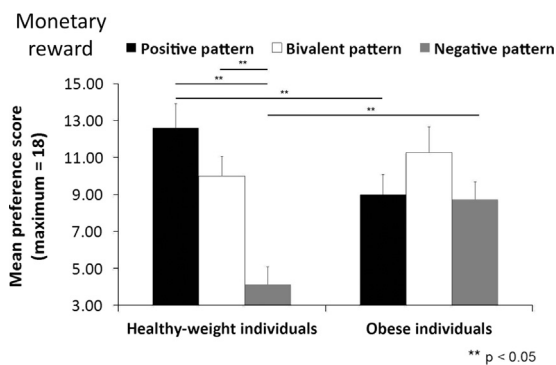 Monetary
reward
Positive pattern
Bivalent pattern
Negative pattern
**
**
**
**
Mean preference score
(maximum = 18)
15.00
13.00
11.00
9.00
7.00
5.00
3.00
Healthy-weight individuals
Obese individuals
** p < 0.05